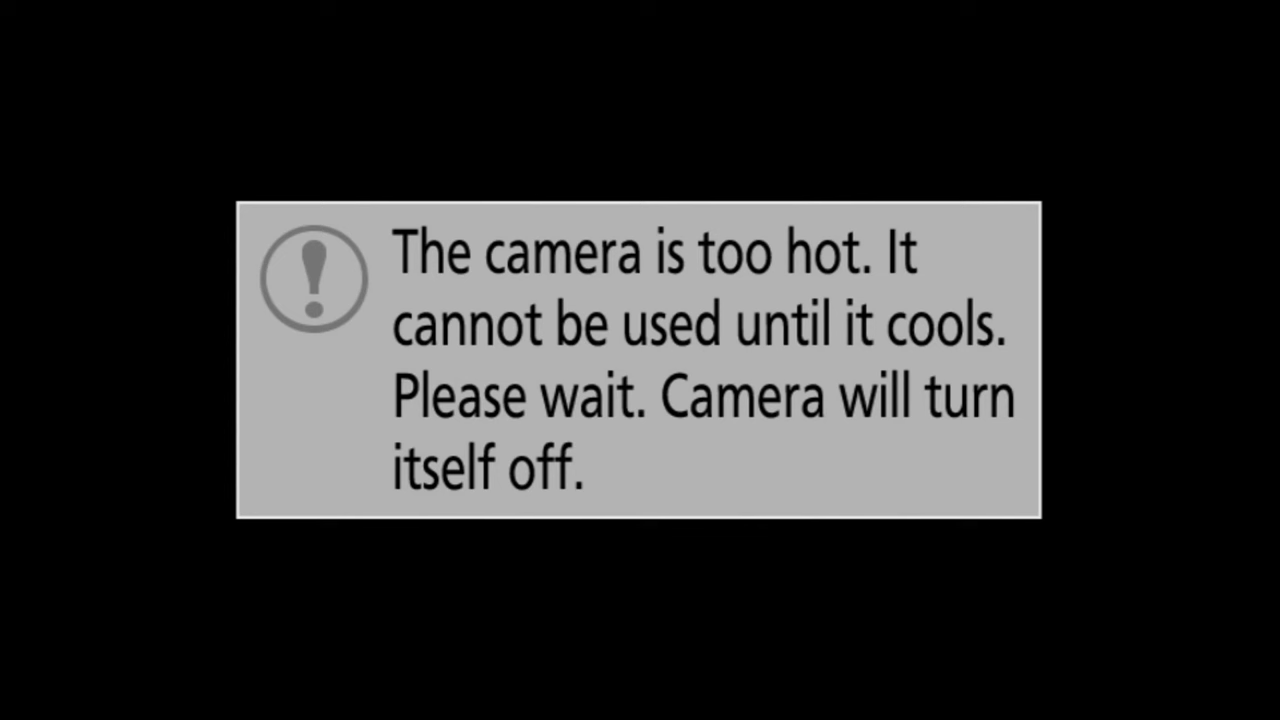 The camera is too hot. It
cannot be used until it cools.
Please wait. Camera will turn
itself off.